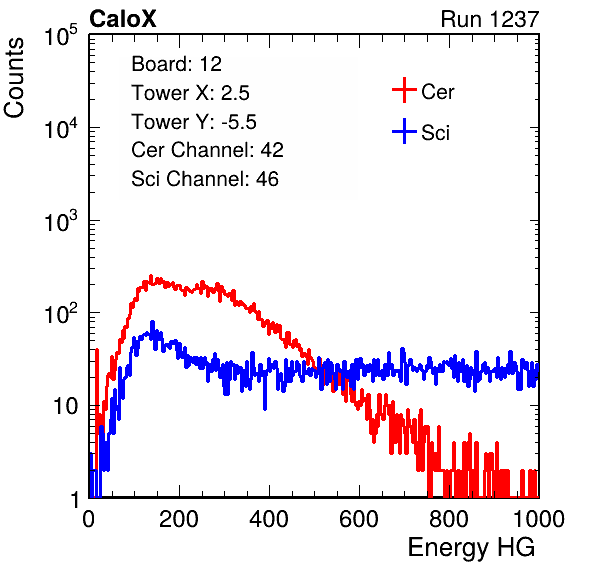 CaloX Run 1237
Counts
Board: 12
Tower X: 2.5
Tower Y: -5.5
Cer Channel: 42
Sci Channel: 46
Cer
Sci
10^5
10^4
10^3
10^2
10
1
0 200 400 600 800 1000
Energy HG